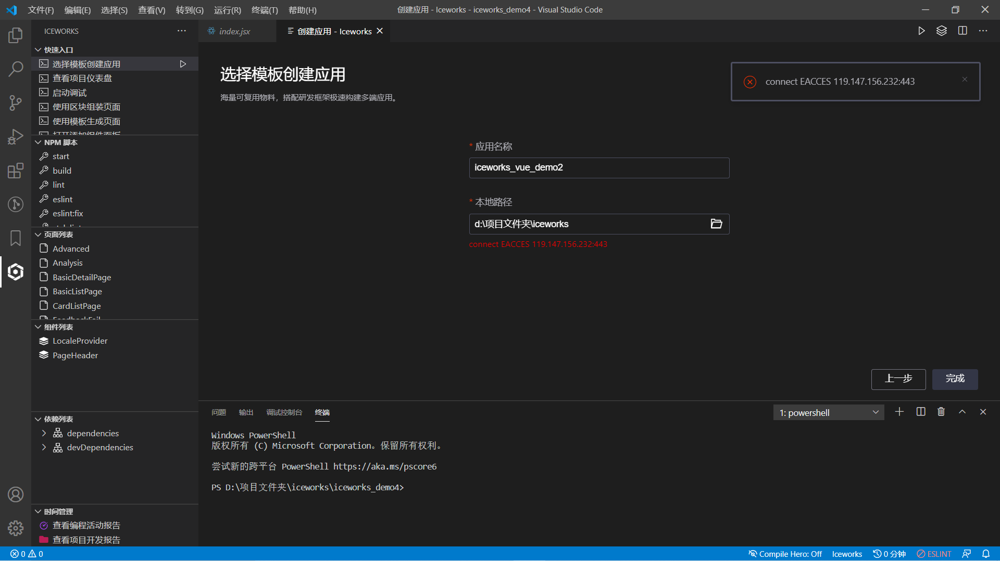 文件(F) 编辑(E) 选择(S) 查看(V) 转到(G) 运行(R) 终端(T) 帮助(H)
创建应用 - Iceworks - iceworks_demo4 - Visual Studio Code
ICEWORKS
index.jsx
创建应用 - Iceworks
快速入口
选择模板创建应用
查看项目仪表盘
启动调试
使用区块组装页面
使用模板生成页面
打开添加组件面板
NPM 脚本
start
build
lint
eslint
eslint:fix
页面列表
Advanced
Analysis
BasicDetailPage
BasicListPage
CardListPage
FeedbackFail
组件列表
LocaleProvider
PageHeader
依赖列表
dependencies
devDependencies
时间管理
查看编程活动报告
查看项目开发报告
选择模板创建应用
海量可复用物料，搭配研发框架极速构建多端应用。
connect EACCES 119.147.156.232:443
* 应用名称
iceworks_vue_demo2
* 本地路径
d:\项目文件夹\iceworks
connect EACCES 119.147.156.232:443
上一步 完成
问题 输出 调试控制台 终端
1: powershell
Windows PowerShell
版权所有 (C) Microsoft Corporation。保留所有权利。
尝试新的跨平台 PowerShell https://aka.ms/pscore6
PS D:\项目文件夹\iceworks\iceworks_demo4>
0 0
Compile Hero: Off Iceworks 0 分钟 ESLINT